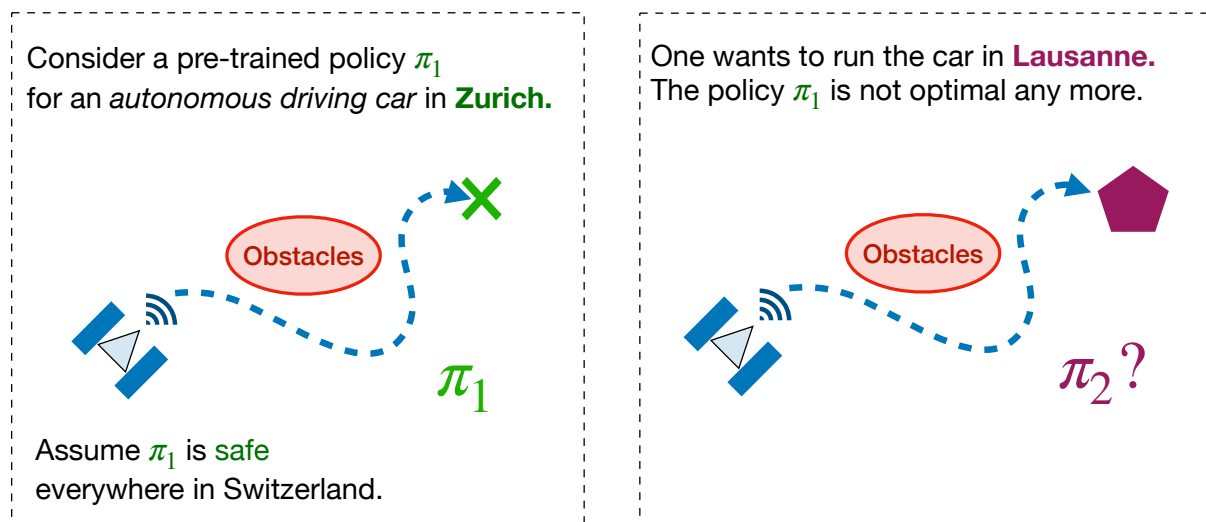 Consider a pre-trained policy π₁
for an autonomous driving car in Zurich.
Obstacles
π₁
Assume π₁ is safe
everywhere in Switzerland.
One wants to run the car in Lausanne.
The policy π₁ is not optimal any more.
Obstacles
π₂?